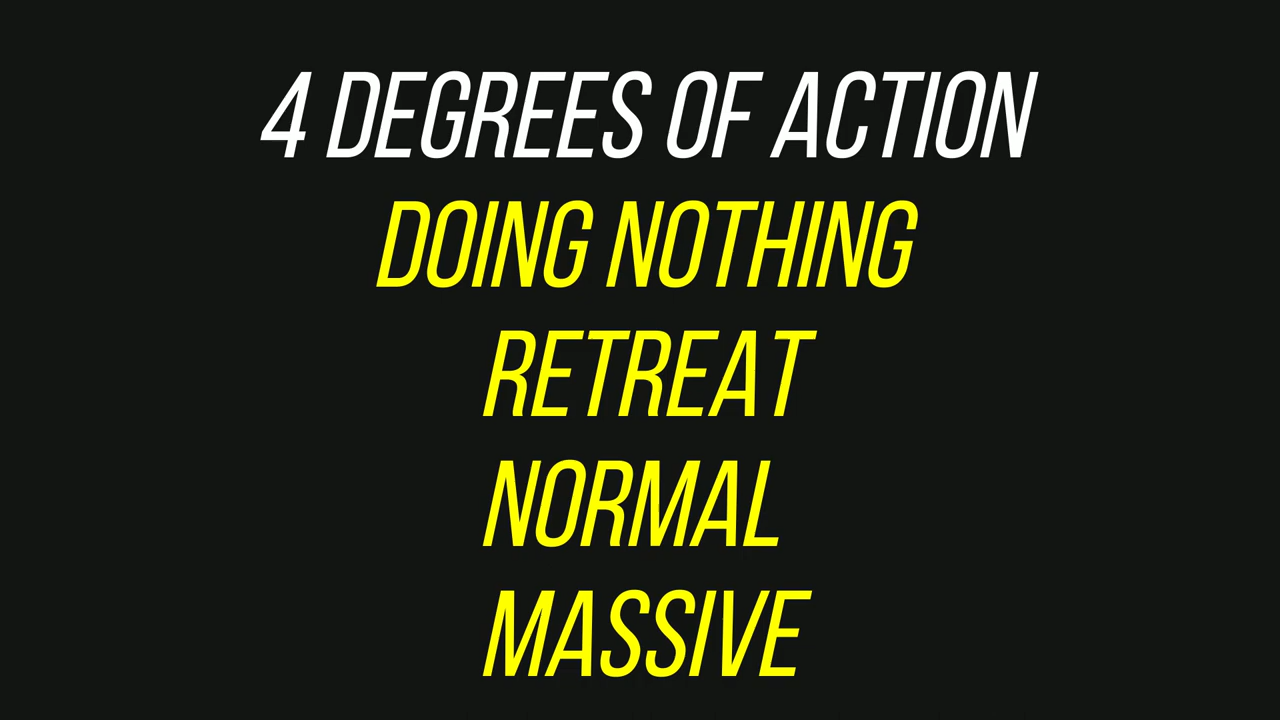 4 DEGREES OF ACTION
DOING NOTHING
RETREAT
NORMAL
MASSIVE